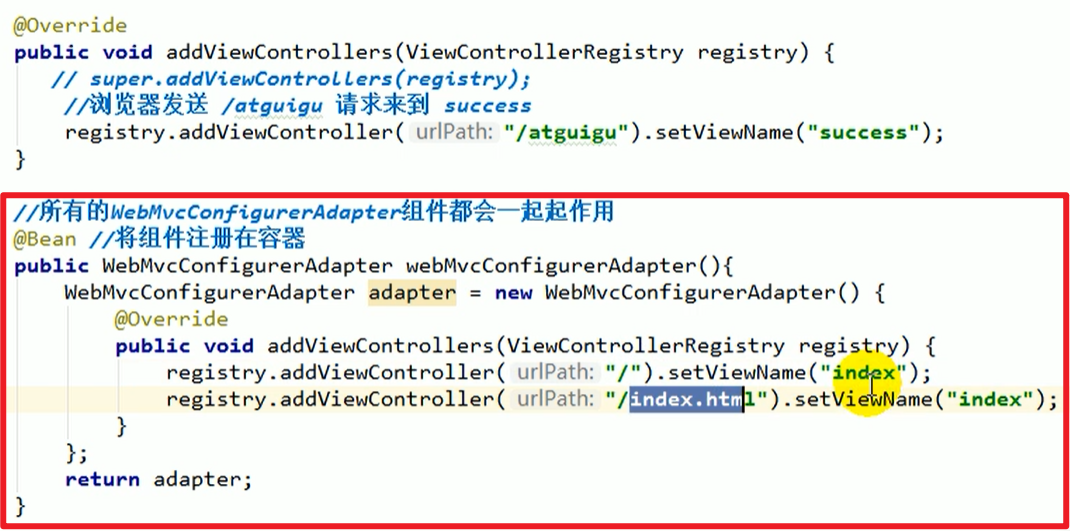 @Override
public void addViewControllers(ViewControllerRegistry registry) {
// super.addViewControllers(registry);
//浏览器发送 /atguigu 请求来到 success
registry.addViewController( urlPath: "/atguigu").setViewName("success");
}
//所有的WebMvcConfigurerAdapter组件都会一起起作用
@Bean //将组件注册在容器
public WebMvcConfigurerAdapter webMvcConfigurerAdapter(){
WebMvcConfigurerAdapter adapter = new WebMvcConfigurerAdapter() {
@Override
public void addViewControllers(ViewControllerRegistry registry) {
registry.addViewController( urlPath: "/").setViewName("index");
registry.addViewController( urlPath: "/index.html").setViewName("index");
}
};
return adapter;
}